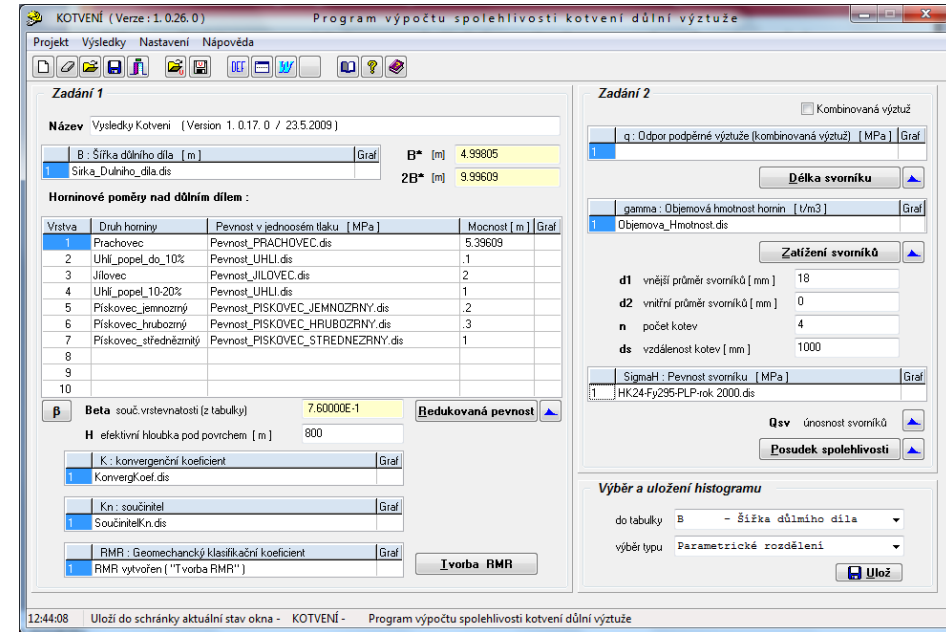 KOTVENÍ ( Verze : 1. 0.26. 0 ) Program výpočtu spolehlivosti kotvení důlní výztuže
Projekt Výsledky Nastavení Nápověda
DEF
Zadání 1
Název Vysledky Kotveni ( Version 1. 0.17. 0 / 23.5.2009 )
B : Šířka důlního díla [ m ] Graf
1 Sirka_Dulniho_dila.dis
B* [m] 4.99805
2B* [m] 9.99609
Horninové poměry nad důlním dílem :
Vrstva Druh horniny Pevnost v jednoosém tlaku [ MPa ] Mocnost [ m ] Graf
1 Prachovec Pevnost_PRACHOVEC.dis 5.39609
2 Uhlí_popel_do_10% Pevnost_UHLI.dis .1
3 Jílovec Pevnost_JILOVEC.dis 2
4 Uhlí_popel_10-20% Pevnost_UHLI.dis 1
5 Pískovec_jemnozrný Pevnost_PISKOVEC_JEMNOZRNY.dis .2
6 Pískovec_hrubozrný Pevnost_PISKOVEC_HRUBOZRNY.dis .3
7 Pískovec_střednězrnitý Pevnost_PISKOVEC_STREDNEZRNY.dis 1
8
9
10
β Beta souč.vrstevnatosti (z tabulky) 7.60000E-1 Redukovaná pevnost
H efektivní hloubka pod povrchem [ m ] 800
K : konvergenční koeficient Graf
1 KonvergKoef.dis
Kn : součinitel Graf
1 SoučinitelKn.dis
RMR : Geomechancký klasifikační koeficient Graf
1 RMR vytvořen ( "Tvorba RMR" )
Tvorba RMR
Zadání 2
Kombinovaná výztuž
q : Odpor podpěrné výztuže (kombinovaná výztuž) [ MPa ] Graf
1
Délka svorníku
gamma : Objemová hmotnost hornin [ t/m3 ] Graf
1 Objemova_Hmotnost.dis
Zatížení svorníků
d1 vnější průměr svorníků [ mm ] 18
d2 vnitřní průměr svorníků [ mm ] 0
n počet kotev 4
ds vzdálenost kotev [ mm ] 1000
SigmaH : Pevnost svorníku [ MPa ] Graf
1 HK24-Fy295-PLP-rok 2000.dis
Qsv únosnost svorníků
Posudek spolehlivosti
Výběr a uložení histogramu
do tabulky B - Šířka důlmího díla
výběr typu Parametrické rozdělení
Ulož
12:44:08 Uloží do schránky aktuální stav okna - KOTVENÍ - Program výpočtu spolehlivosti kotvení důlní výztuže